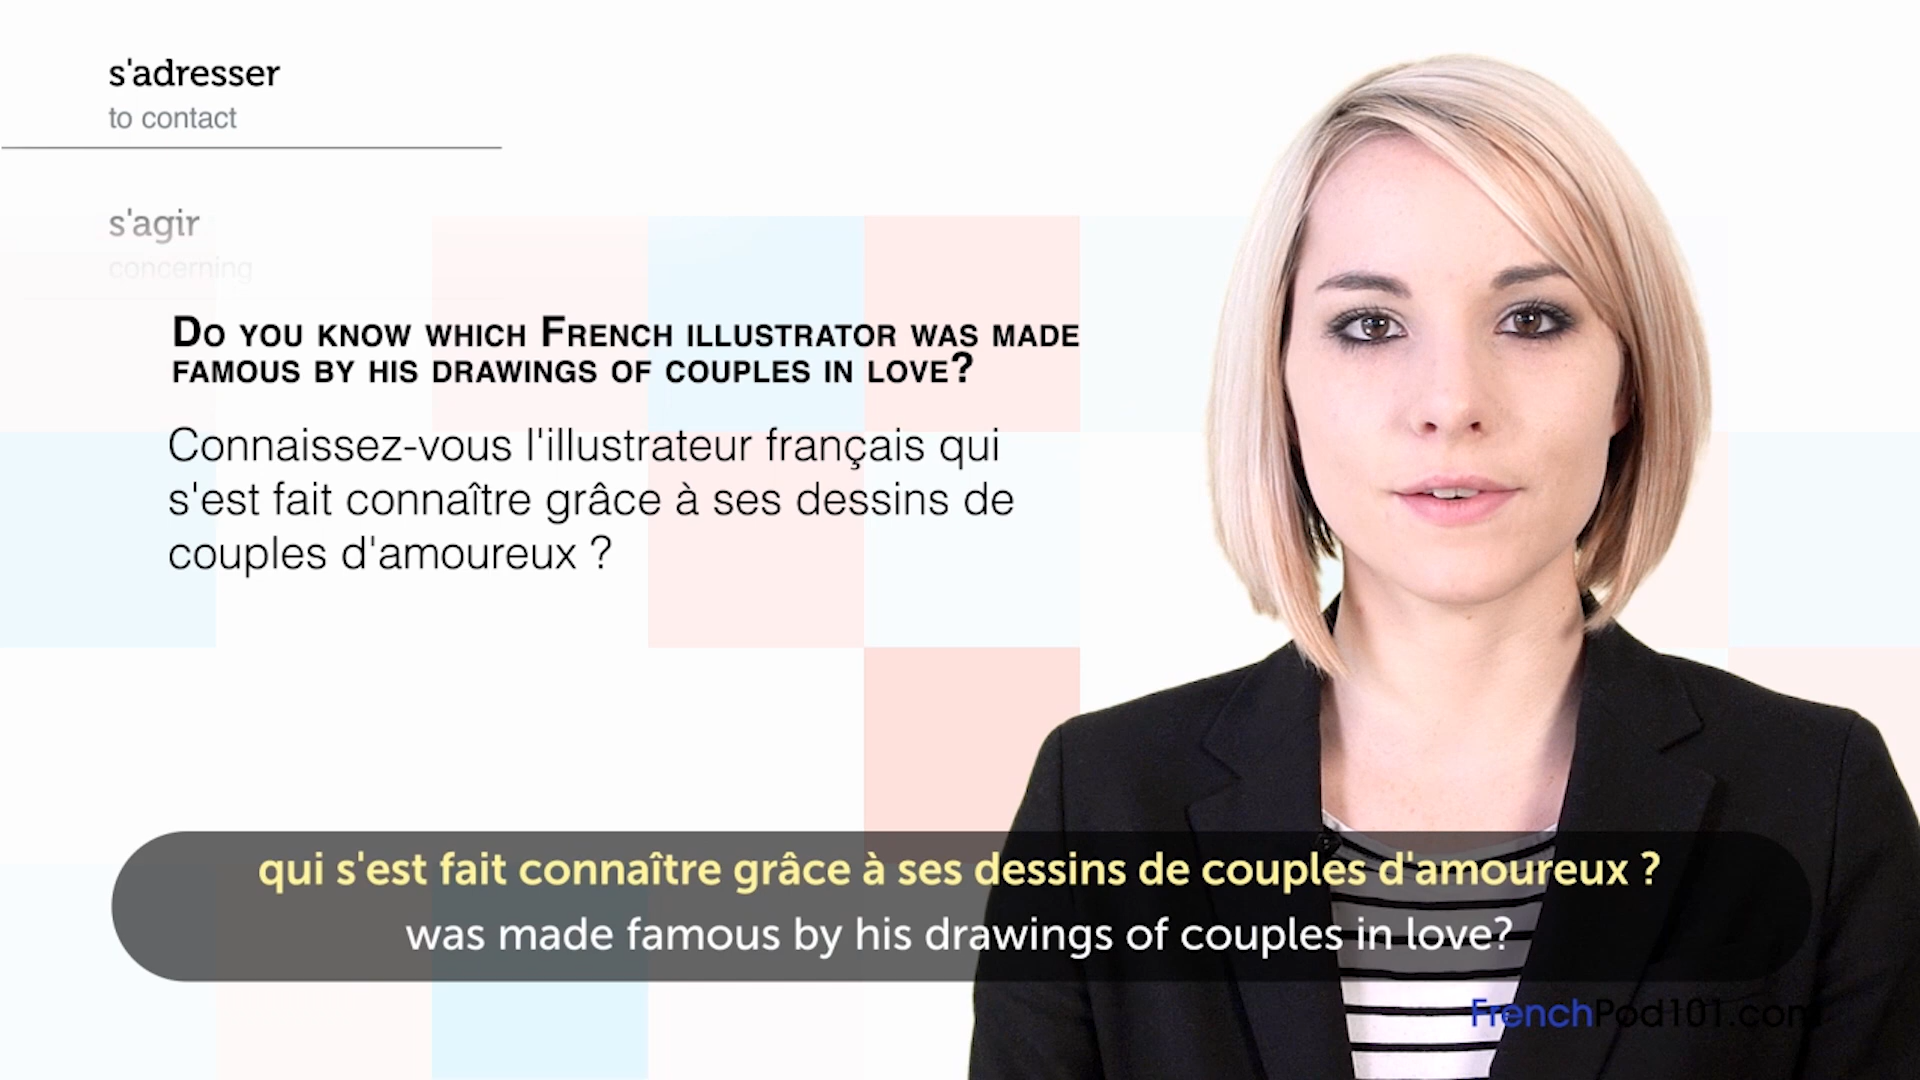 s'adresser
to contact
s'agir
concerning
Do you know which French illustrator was made
famous by his drawings of couples in love?
Connaissez-vous l'illustrateur français qui
s'est fait connaître grâce à ses dessins de
couples d'amoureux ?
qui s'est fait connaître grâce à ses dessins de couples d'amoureux ?
was made famous by his drawings of couples in love?
FrenchPod101.com